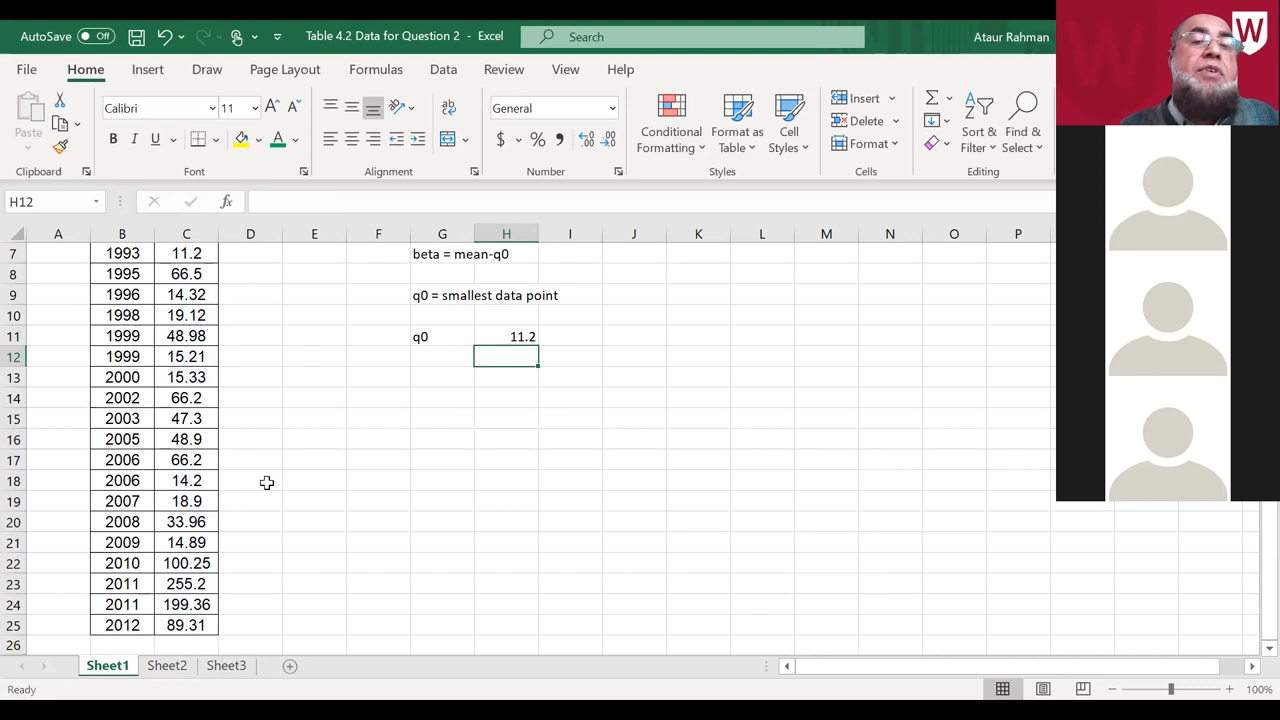 AutoSave Off Table 4.2 Data for Question 2 - Excel Search Ataur Rahman W
File Home Insert Draw Page Layout Formulas Data Review View Help
Calibri 11 A A ab General Insert
Paste B I U A $ % 9 Conditional Formatting Format as Table Cell Styles Delete Format Sort & Filter Find & Select
Clipboard Font Alignment Number Styles Cells Editing
H12 fx
A B C D E F G H I J K L M N O P
7 1993 11.2 beta = mean-q0
8 1995 66.5
9 1996 14.32 q0 = smallest data point
10 1998 19.12
11 1999 48.98 q0 11.2
12 1999 15.21
13 2000 15.33
14 2002 66.2
15 2003 47.3
16 2005 48.9
17 2006 66.2
18 2006 14.2
19 2007 18.9
20 2008 33.96
21 2009 14.89
22 2010 100.25
23 2011 255.2
24 2011 199.36
25 2012 89.31
26
Sheet1 Sheet2 Sheet3
Ready 100%